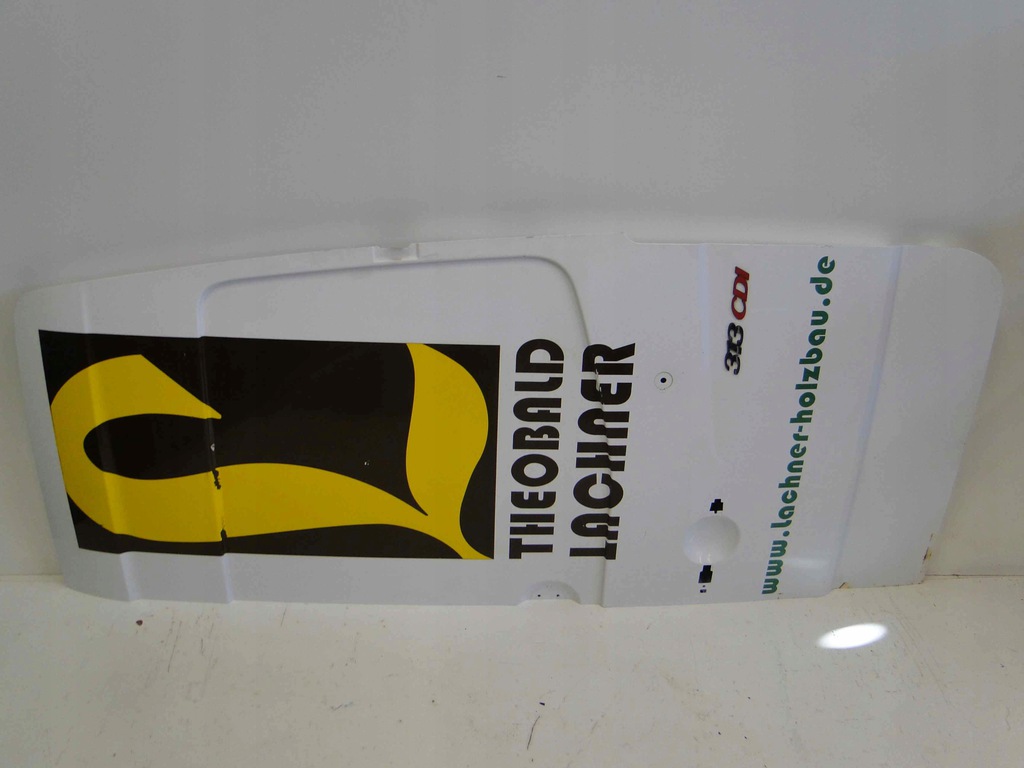 THEOBALD
LACHNER
313 CDI
www.Lachner-holzbau.de